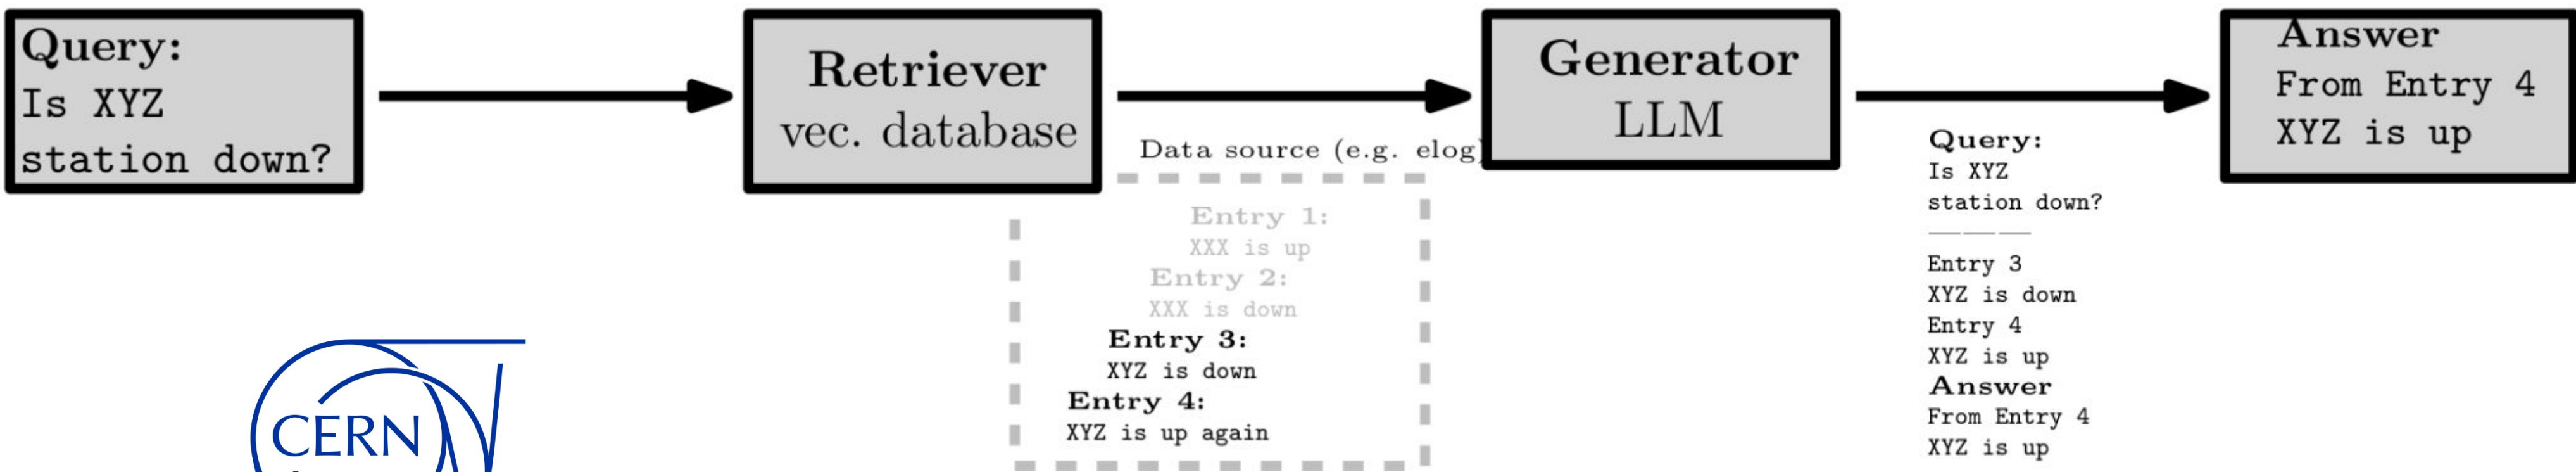 Query:
Is XYZ
station down?
Retriever
vec. database
Data source (e.g. elog)
Entry 1:
XXX is up
Entry 2:
XXX is down
Entry 3:
XYZ is down
Entry 4:
XYZ is up again
Generator
LLM
Query:
Is XYZ
station down?
Entry 3
XYZ is down
Entry 4
XYZ is up
Answer
From Entry 4
XYZ is up
Answer
From Entry 4
XYZ is up
CERN